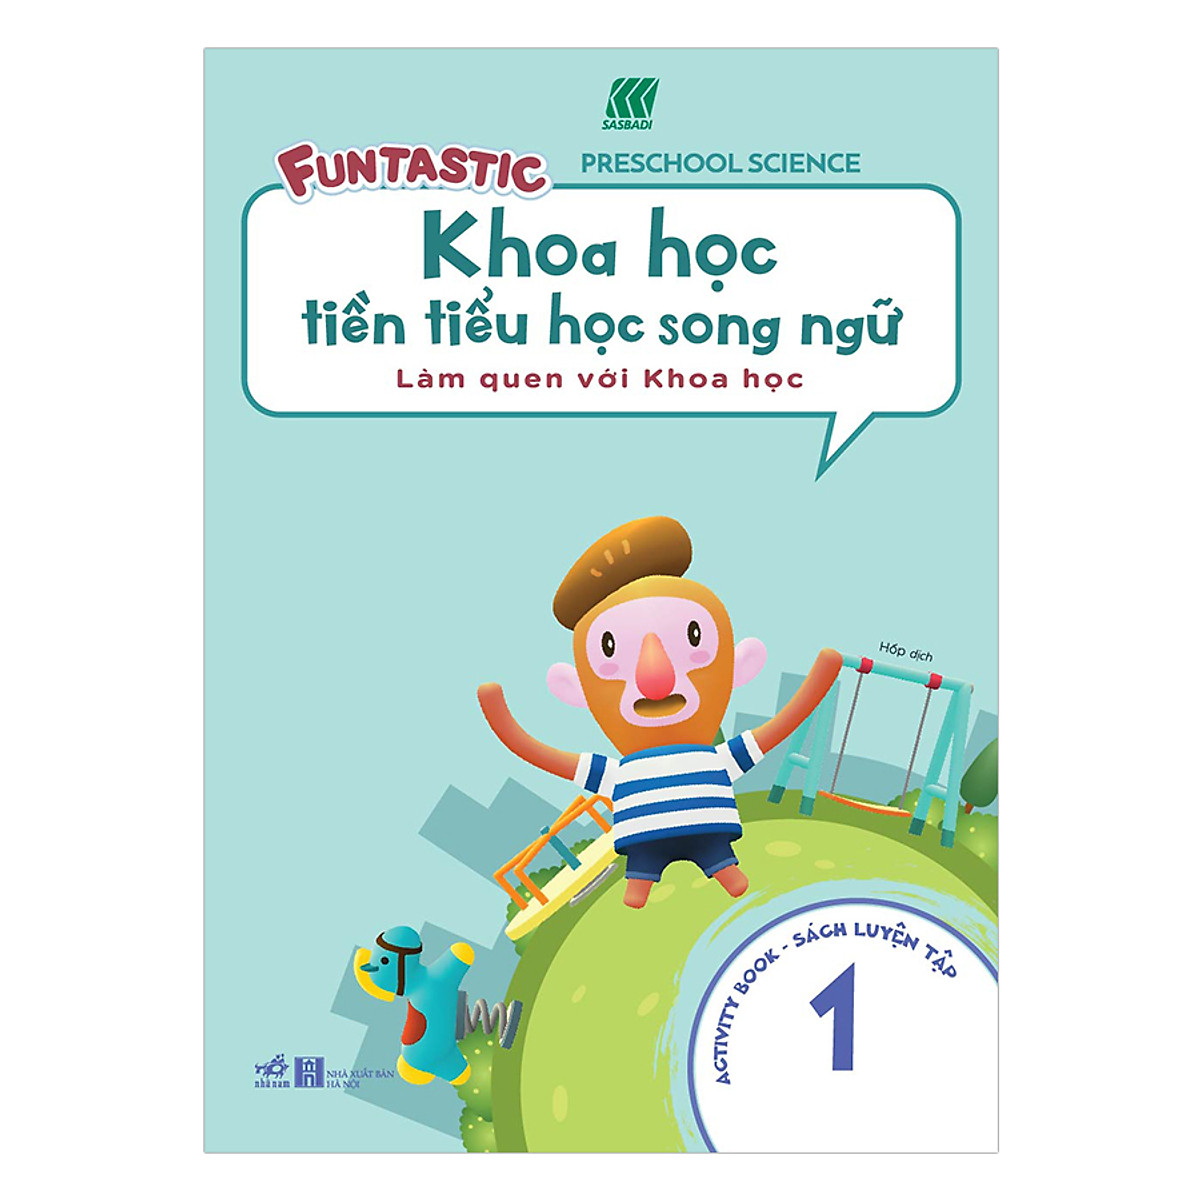 SASBADI
FUNTASTIC
PRESCHOOL SCIENCE
Khoa học
tiền tiểu học song ngữ
Làm quen với Khoa học
Hốp dịch
ACTIVITY BOOK - SÁCH LUYỆN TẬP
1
nhã nam
NHÀ XUẤT BẢN
HÀ NỘI